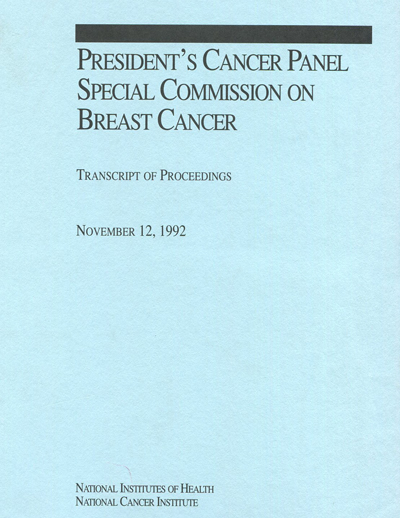 PRESIDENT'S CANCER PANEL
SPECIAL COMMISSION ON
BREAST CANCER
TRANSCRIPT OF PROCEEDINGS
NOVEMBER 12, 1992
NATIONAL INSTITUTES OF HEALTH
NATIONAL CANCER INSTITUTE